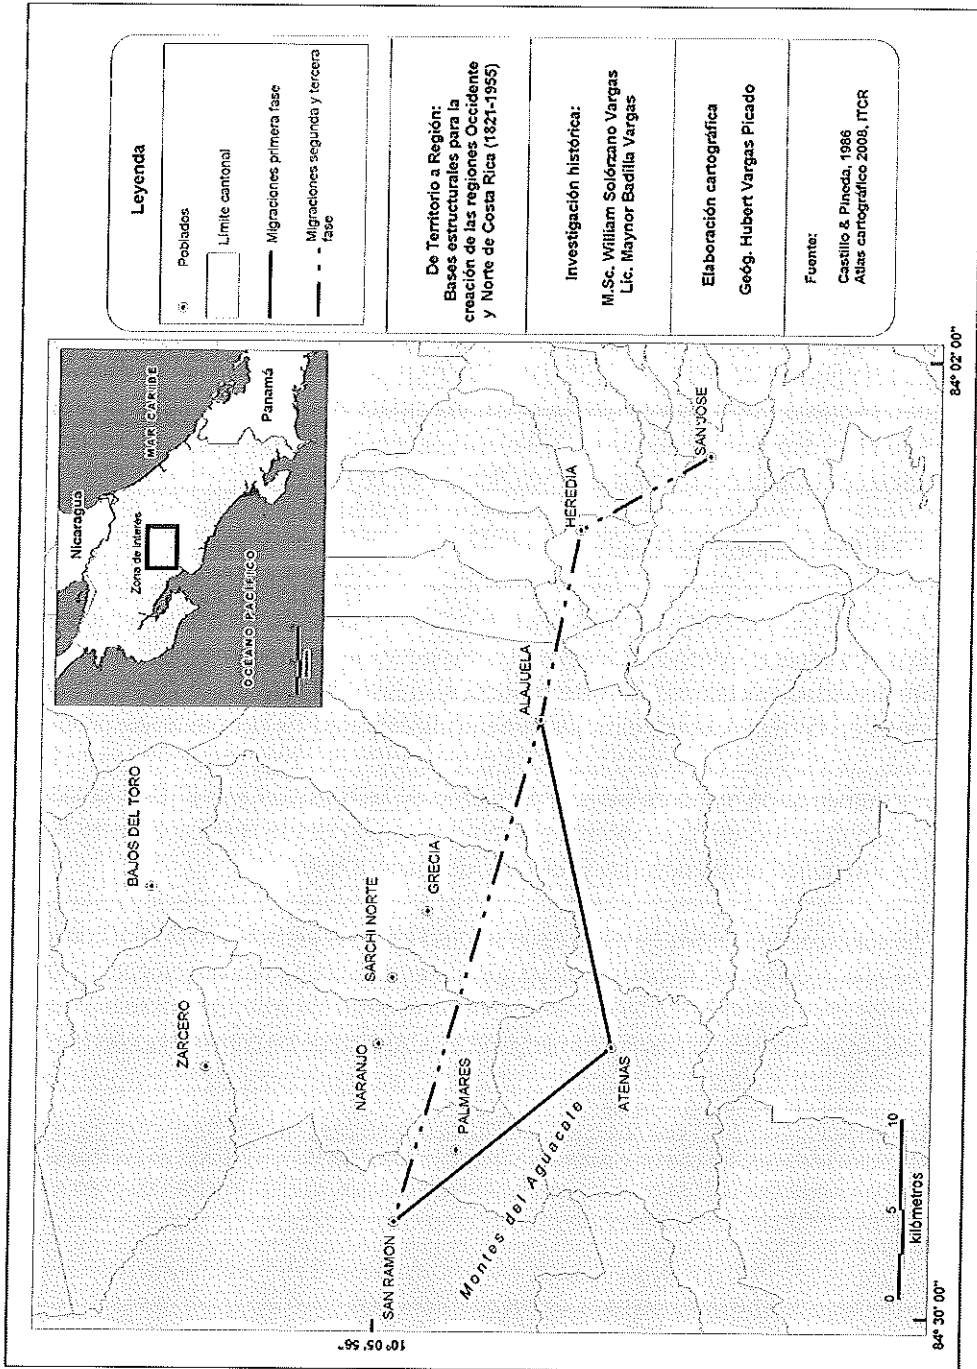 Leyenda
Poblados
Límite cantonal
Migraciones primera fase
Migraciones segunda y tercera
fase
De Territorio a Región:
Bases estructurales para la
creación de las regiones Occidente
y Norte de Costa Rica (1821-1955)
Investigación histórica:
M.Sc. William Solórzano Vargas
Lic. Maynor Badilla Vargas
Elaboración cartográfica
Geóg. Hubert Vargas Picado
Fuente:
Castillo & Pineda, 1986
Atlas cartográfico 2008, ITCR
Nicaragua
MAR CARIBE
Zona de interés
Panamá
OCÉANO PACÍFICO
BAJOS DEL TORO
ZARCERO
SARCHI NORTE
NARANJO
GRECIA
PALMARES
SAN RAMON
ALAJUELA
HEREDIA
SAN JOSE
ATENAS
Montes del Aguacate
10° 05' 56"
0 5 10
kilómetros
84° 30' 00"
84° 02' 00"